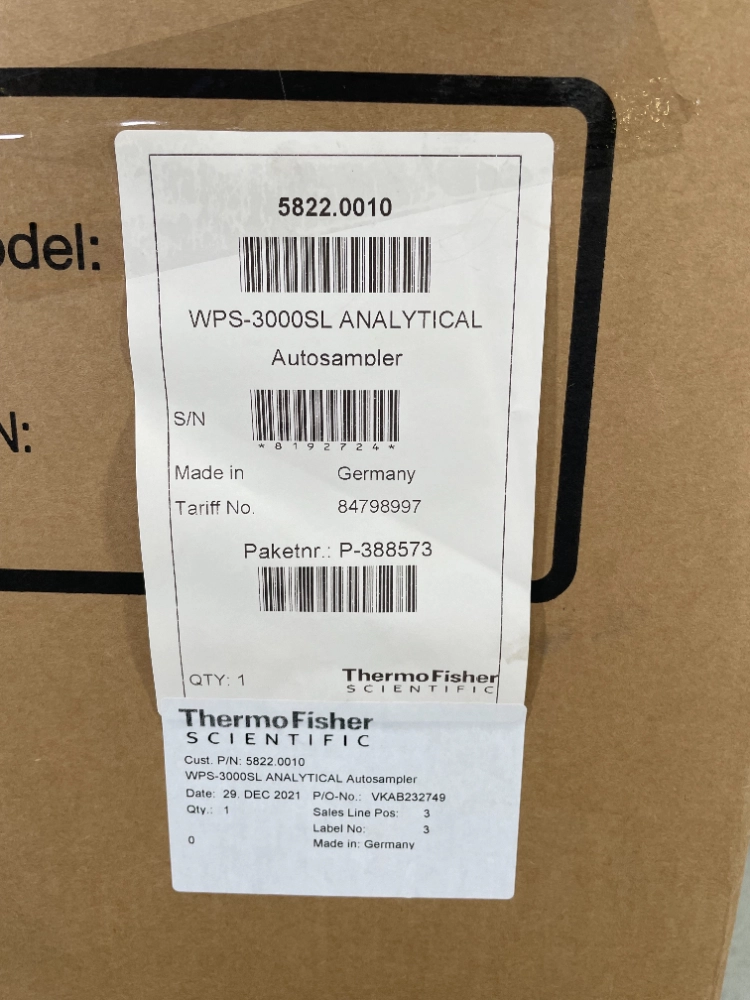 odel:
N:
5822.0010
WPS-3000SL ANALYTICAL
Autosampler
S/N
*8192724*
Made in Germany
Tariff No. 84798997
Paketnr.: P-388573
QTY: 1
ThermoFisher
SCIENTIFIC
ThermoFisher
SCIENTIFIC
Cust. P/N: 5822.0010
WPS-3000SL ANALYTICAL Autosampler
Date: 29. DEC 2021 P/O-No.: VKAB232749
Qty.: 1 Sales Line Pos: 3
Label No: 3
0 Made in: Germany